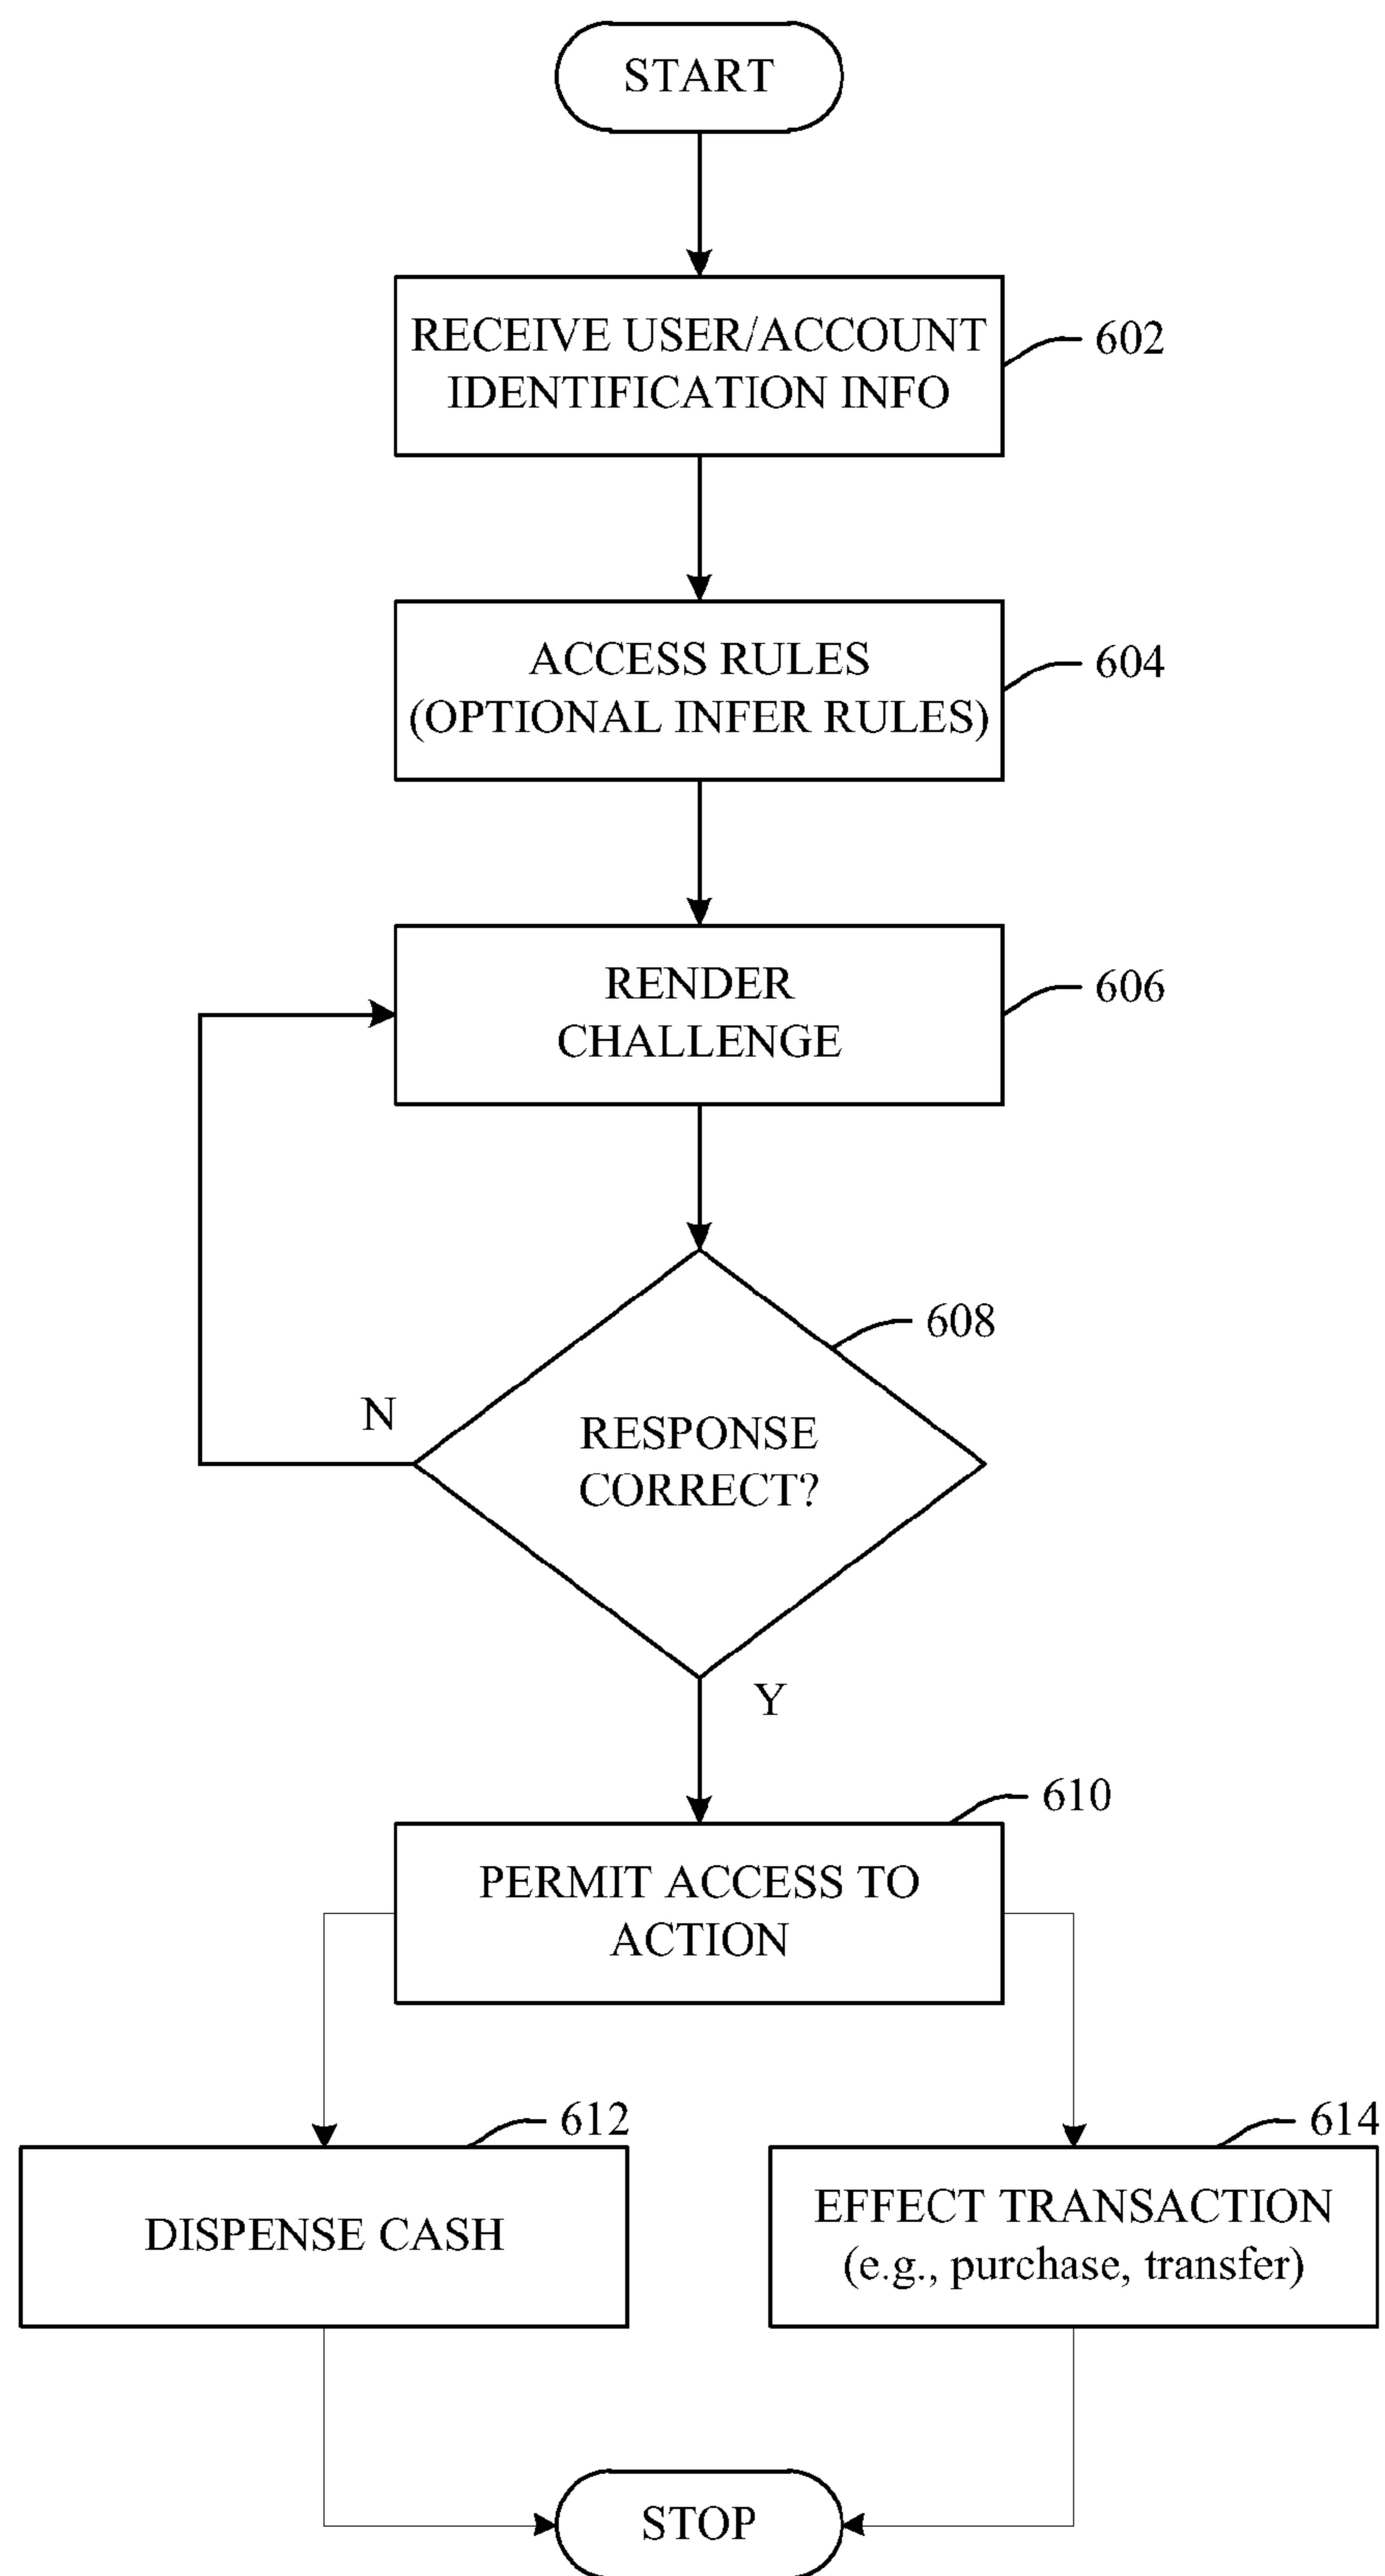 START
RECEIVE USER/ACCOUNT
IDENTIFICATION INFO
602
ACCESS RULES
(OPTIONAL INFER RULES)
604
RENDER
CHALLENGE
606
608
N
RESPONSE
CORRECT?
Y
610
PERMIT ACCESS TO
ACTION
612
DISPENSE CASH
614
EFFECT TRANSACTION
(e.g., purchase, transfer)
STOP